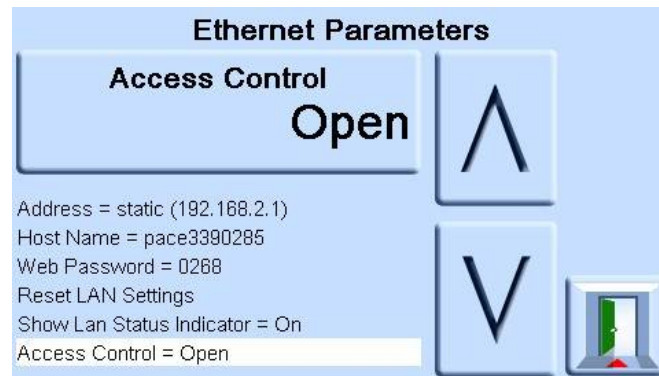 Ethernet Parameters
Access Control
Open
Address = static (192.168.2.1)
Host Name = pace3390285
Web Password = 0268
Reset LAN Settings
Show Lan Status Indicator = On
Access Control = Open